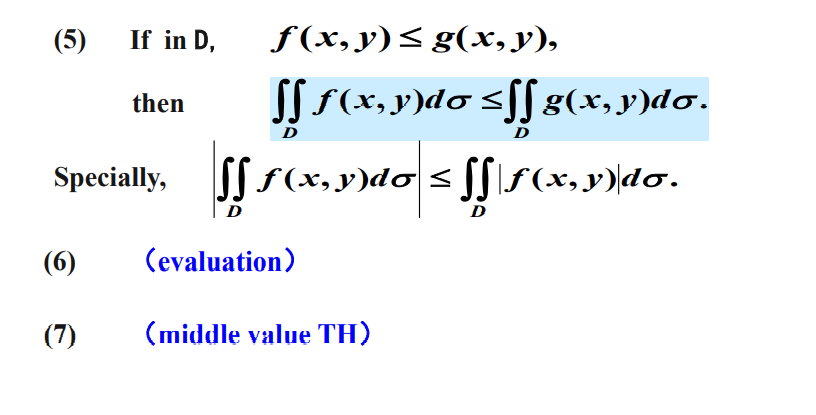 (5) If in D, f(x,y) ≤ g(x,y),
then ∬_D f(x,y)dσ ≤ ∬_D g(x,y)dσ.
Specially, |∬_D f(x,y)dσ| ≤ ∬_D |f(x,y)|dσ.
(6) （evaluation）
(7) （middle value TH）